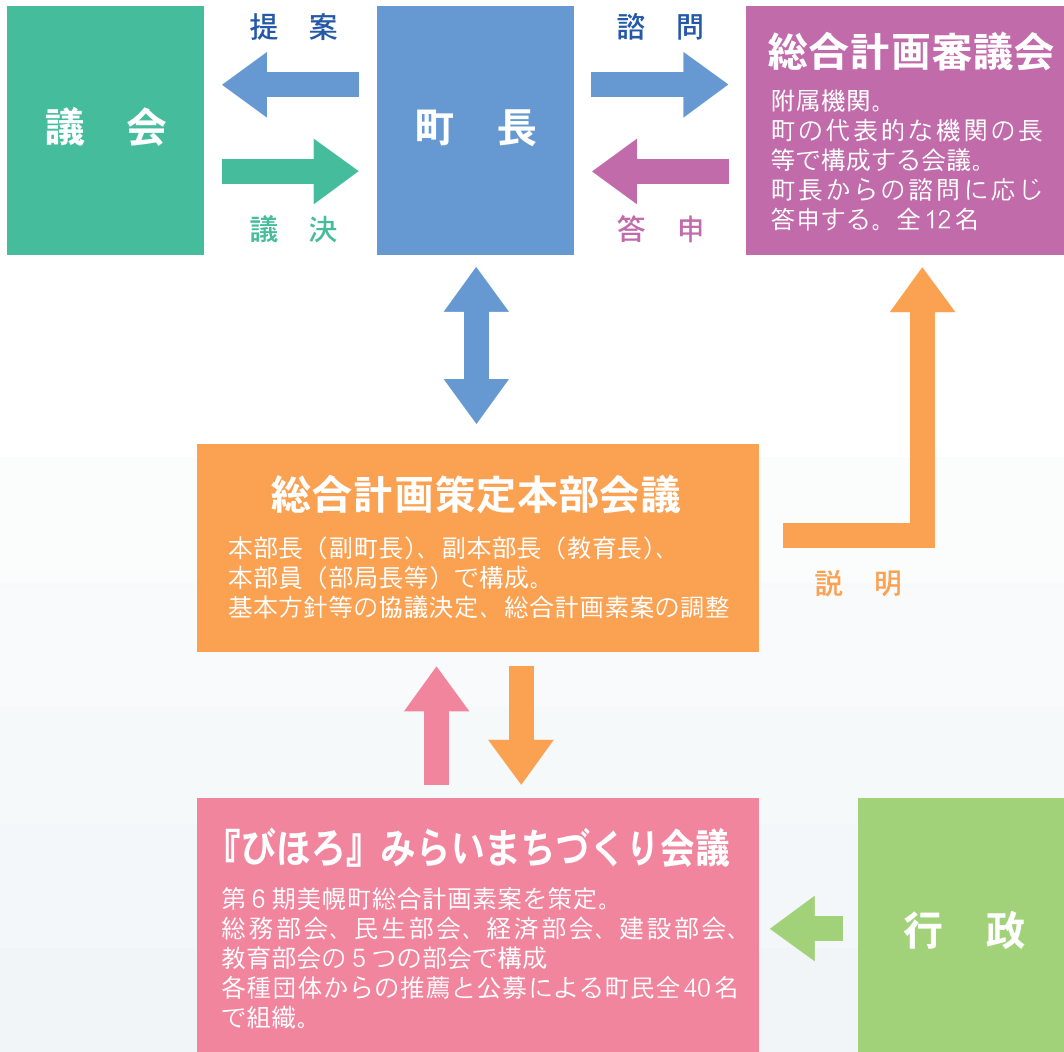 議　会
提　案
議　決
町　長
諮　問
答　申
総合計画審議会
附属機関。
町の代表的な機関の長
等で構成する会議。
町長からの諮問に応じ
答申する。全12名
総合計画策定本部会議
本部長（副町長）、副本部長（教育長）、
本部員（部局長等）で構成。
基本方針等の協議決定、総合計画素案の調整
説　明
『びほろ』みらいまちづくり会議
第６期美幌町総合計画素案を策定。
総務部会、民生部会、経済部会、建設部会、
教育部会の５つの部会で構成
各種団体からの推薦と公募による町民全40名
で組織。
行　政